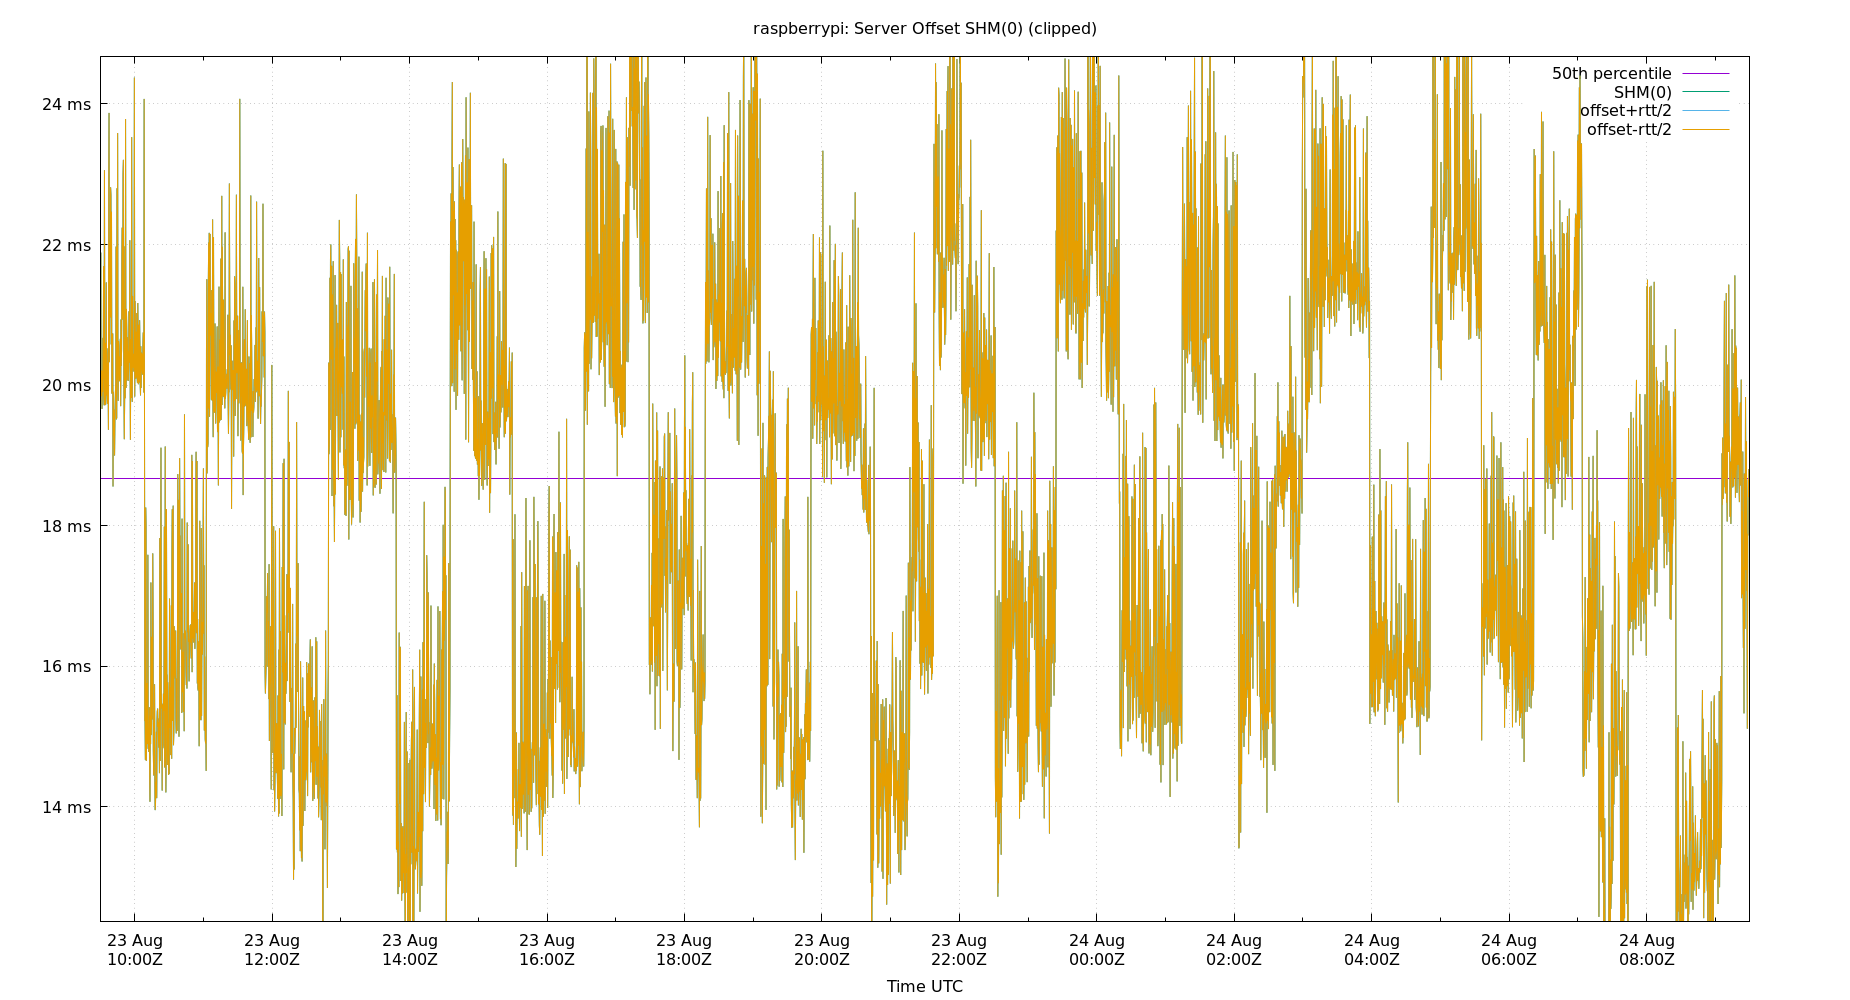 raspberrypi: Server Offset SHM(0) (clipped)
50th percentile
SHM(0)
offset+rtt/2
offset-rtt/2
24 ms
22 ms
20 ms
18 ms
16 ms
14 ms
23 Aug 23 Aug 23 Aug 23 Aug 23 Aug 23 Aug 23 Aug 24 Aug 24 Aug 24 Aug 24 Aug 24 Aug
10:00Z 12:00Z 14:00Z 16:00Z 18:00Z 20:00Z 22:00Z 00:00Z 02:00Z 04:00Z 06:00Z 08:00Z
Time UTC